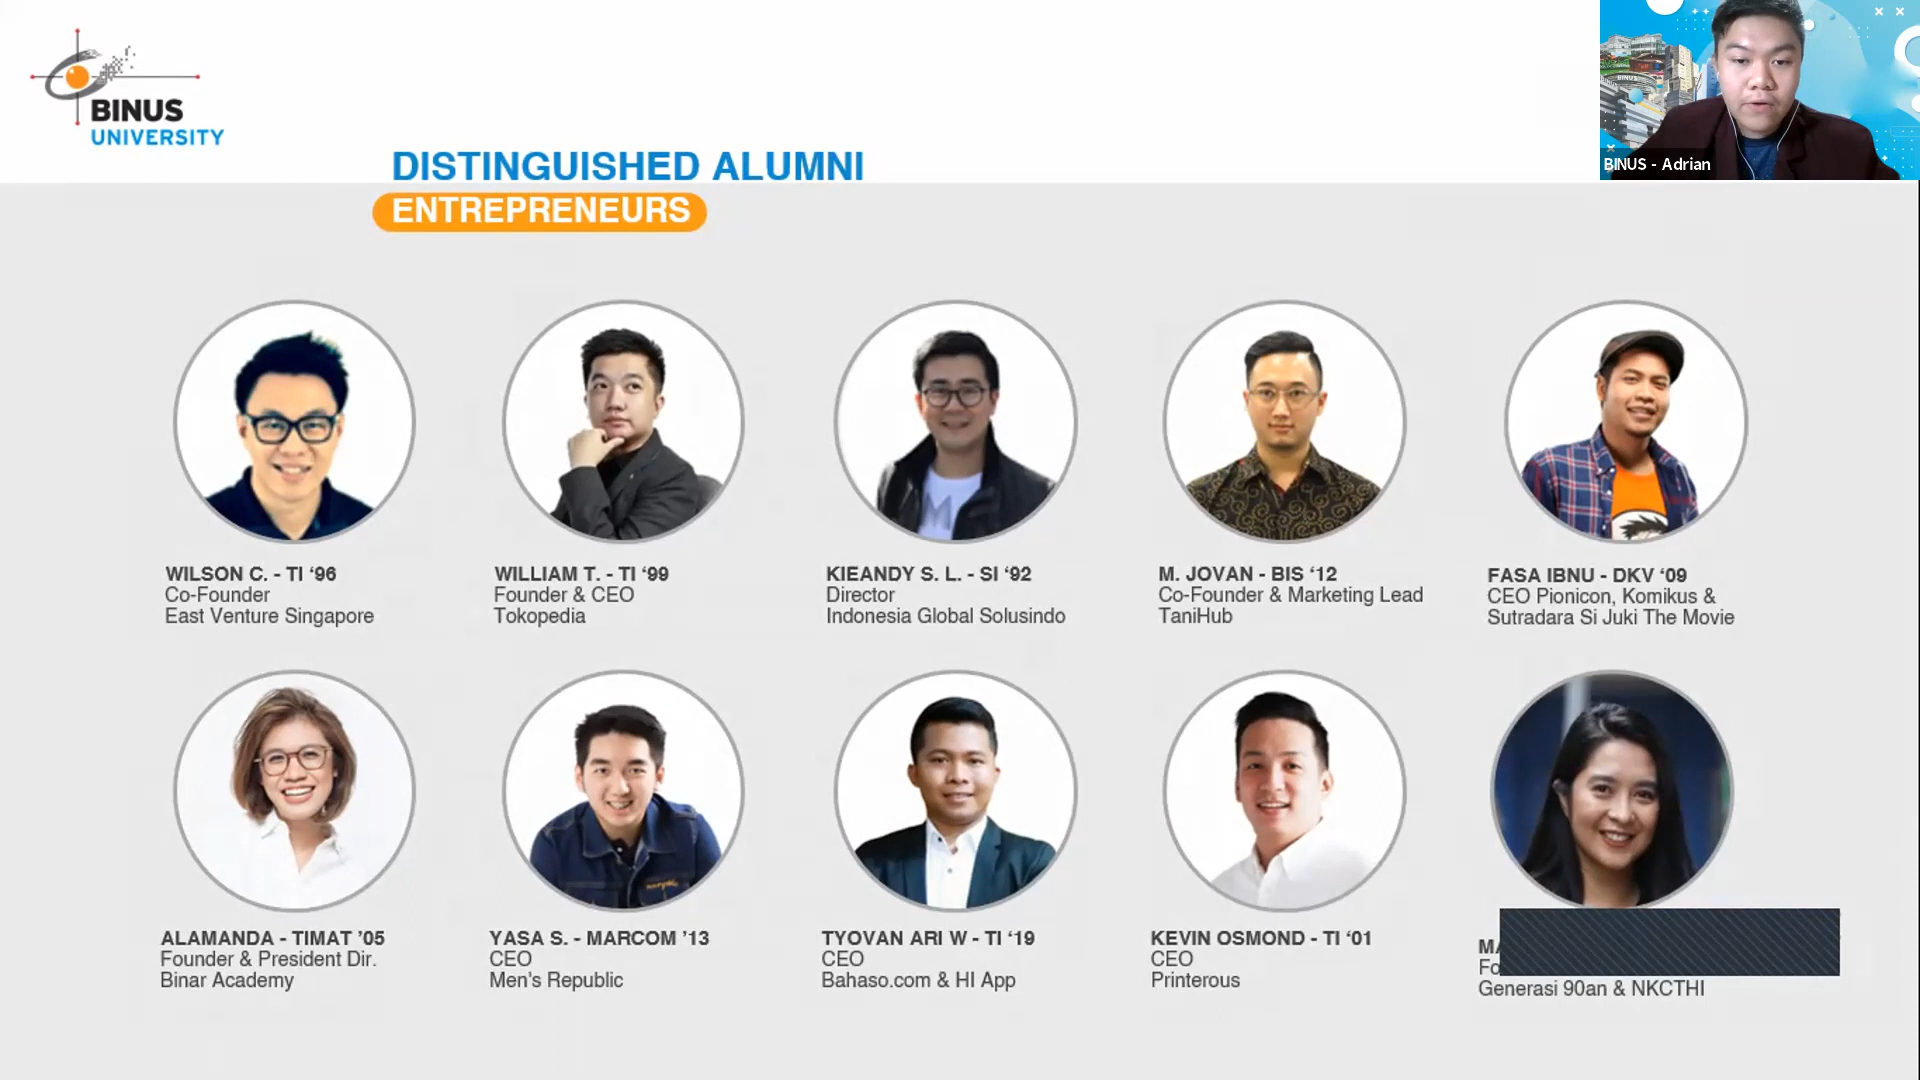 BINUS
UNIVERSITY
BINUS - Adrian
DISTINGUISHED ALUMNI
ENTREPRENEURS
WILSON C. - TI ‘96
Co-Founder
East Venture Singapore
WILLIAM T. - TI ‘99
Founder & CEO
Tokopedia
KIEANDY S. L. - SI ‘92
Director
Indonesia Global Solusindo
M. JOVAN - BIS ‘12
Co-Founder & Marketing Lead
TaniHub
FASA IBNU - DKV ‘09
CEO Pionicon, Komikus &
Sutradara Si Juki The Movie
ALAMANDA - TIMAT ’05
Founder & President Dir.
Binar Academy
YASA S. - MARCOM ’13
CEO
Men's Republic
TYOVAN ARI W - TI ‘19
CEO
Bahaso.com & HI App
KEVIN OSMOND - TI ‘01
CEO
Printerous
Generasi 90an & NKCTHI